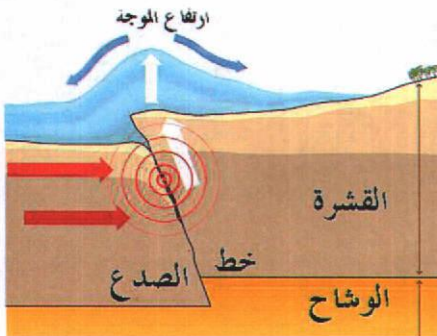 ارتفاع الموجة
القشرة
خط الصدع
الوشاح